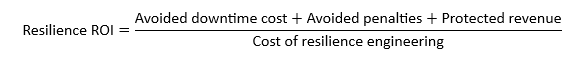 Resilience ROI =
Avoided downtime cost + Avoided penalties + Protected revenue
Cost of resilience engineering